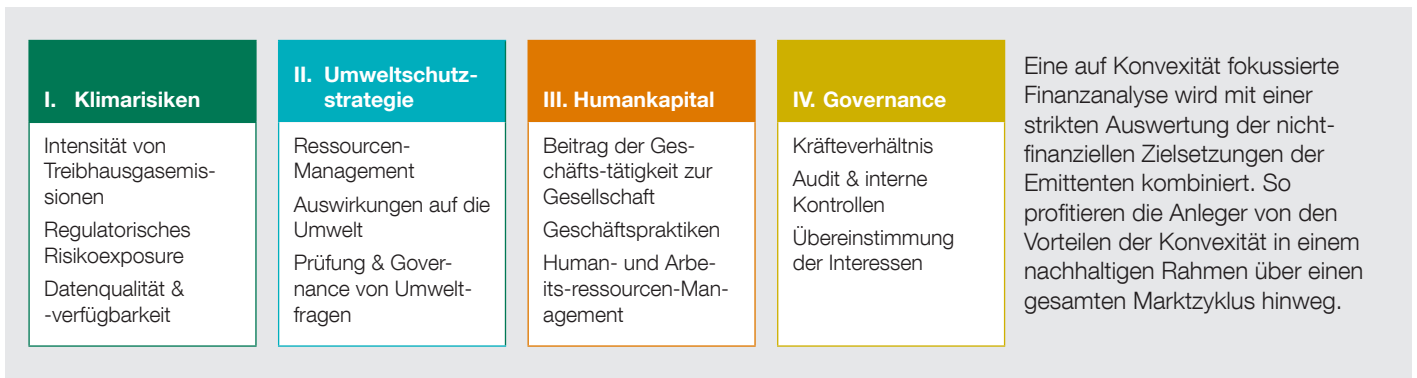 I. Klimarisiken
Intensität von
Treibhausgasemis-
sionen
Regulatorisches
Risikoexposure
Datenqualität &
-verfügbarkeit
II. Umweltschutz-
strategie
Ressourcen-
Management
Auswirkungen auf die
Umwelt
Prüfung & Gover-
nance von Umwelt-
fragen
III. Humankapital
Beitrag der Ges-
chäfts-tätigkeit zur
Gesellschaft
Geschäftspraktiken
Human- und Arbe-
its-ressourcen-Man-
agement
IV. Governance
Kräfteverhältnis
Audit & interne
Kontrollen
Übereinstimmung
der Interessen
Eine auf Konvexität fokussierte
Finanzanalyse wird mit einer
strikten Auswertung der nicht-
finanziellen Zielsetzungen der
Emittenten kombiniert. So
profitieren die Anleger von den
Vorteilen der Konvexität in einem
nachhaltigen Rahmen über einen
gesamten Marktzyklus hinweg.